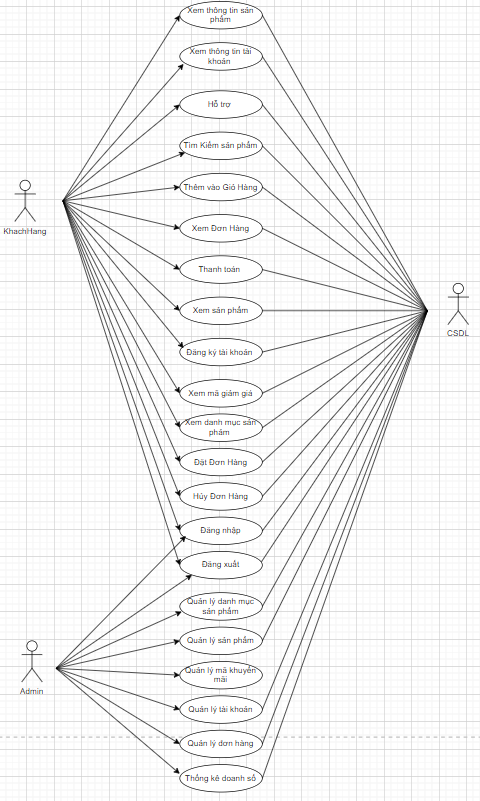 Xem thông tin sản
phẩm
Xem thông tin tài
khoản
Hỗ trợ
Tìm Kiếm sản phẩm
Thêm vào Giỏ Hàng
KhachHang
Xem Đơn Hàng
Thanh toán
Xem sản phẩm
CSDL
Đăng ký tài khoản
Xem mã giảm giá
Xem danh mục sản
phẩm
Đặt Đơn Hàng
Hủy Đơn Hàng
Đăng nhập
Đăng xuất
Quản lý danh mục
sản phẩm
Quản lý sản phẩm
Quản lý mã khuyến
mãi
Admin
Quản lý tài khoản
Quản lý đơn hàng
Thống kê doanh số